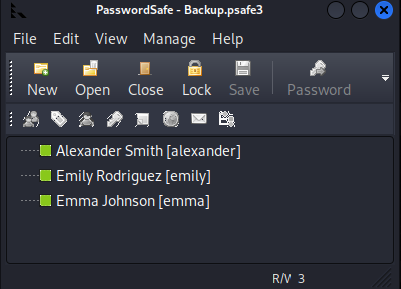 PasswordSafe - Backup.psafe3
File Edit View Manage Help
New Open Close Lock Save Password
Alexander Smith [alexander]
Emily Rodriguez [emily]
Emma Johnson [emma]
R/W 3